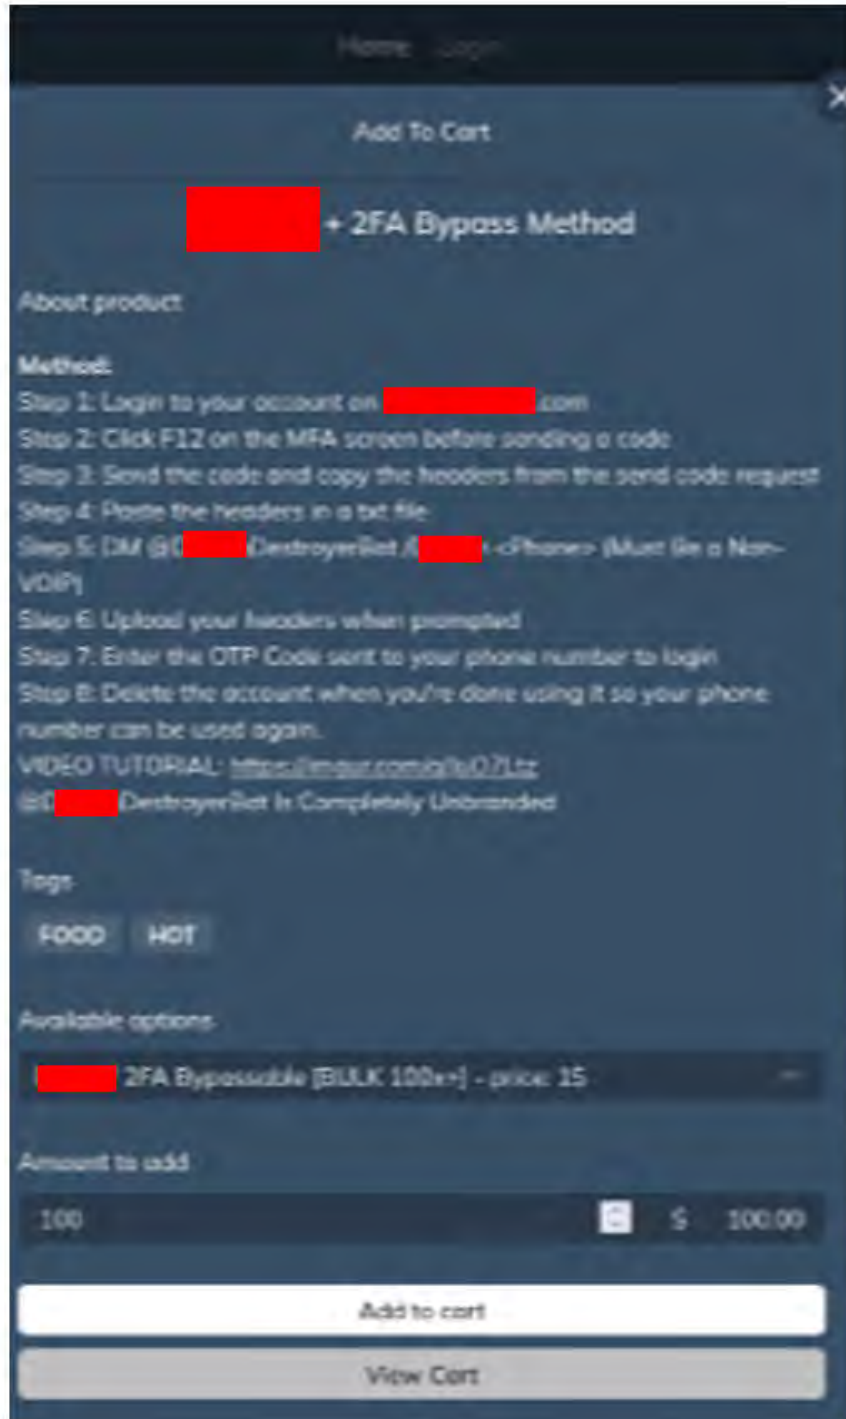 Home Login
Add To Cart
+ 2FA Bypass Method
About product
Method:
Step 1: Login to your account on .com
Step 2: Click F12 on the MFA screen before sending a code
Step 3: Send the code and copy the headers from the send code request
Step 4: Paste the headers in a txt file
Step 5: DM @D DestroyerBot / <Phone> (Must Be a Non-
VOIP)
Step 6: Upload your headers when prompted
Step 7: Enter the OTP Code sent to your phone number to login
Step 8: Delete the account when you're done using it so your phone
number can be used again.
VIDEO TUTORIAL:
@D DestroyerBot Is Completely Unbranded
Tags
FOOD HOT
Available options
2FA Bypassable [BULK 100x+] - price: 15
Amount to add
100 $ 100.00
Add to cart
View Cart